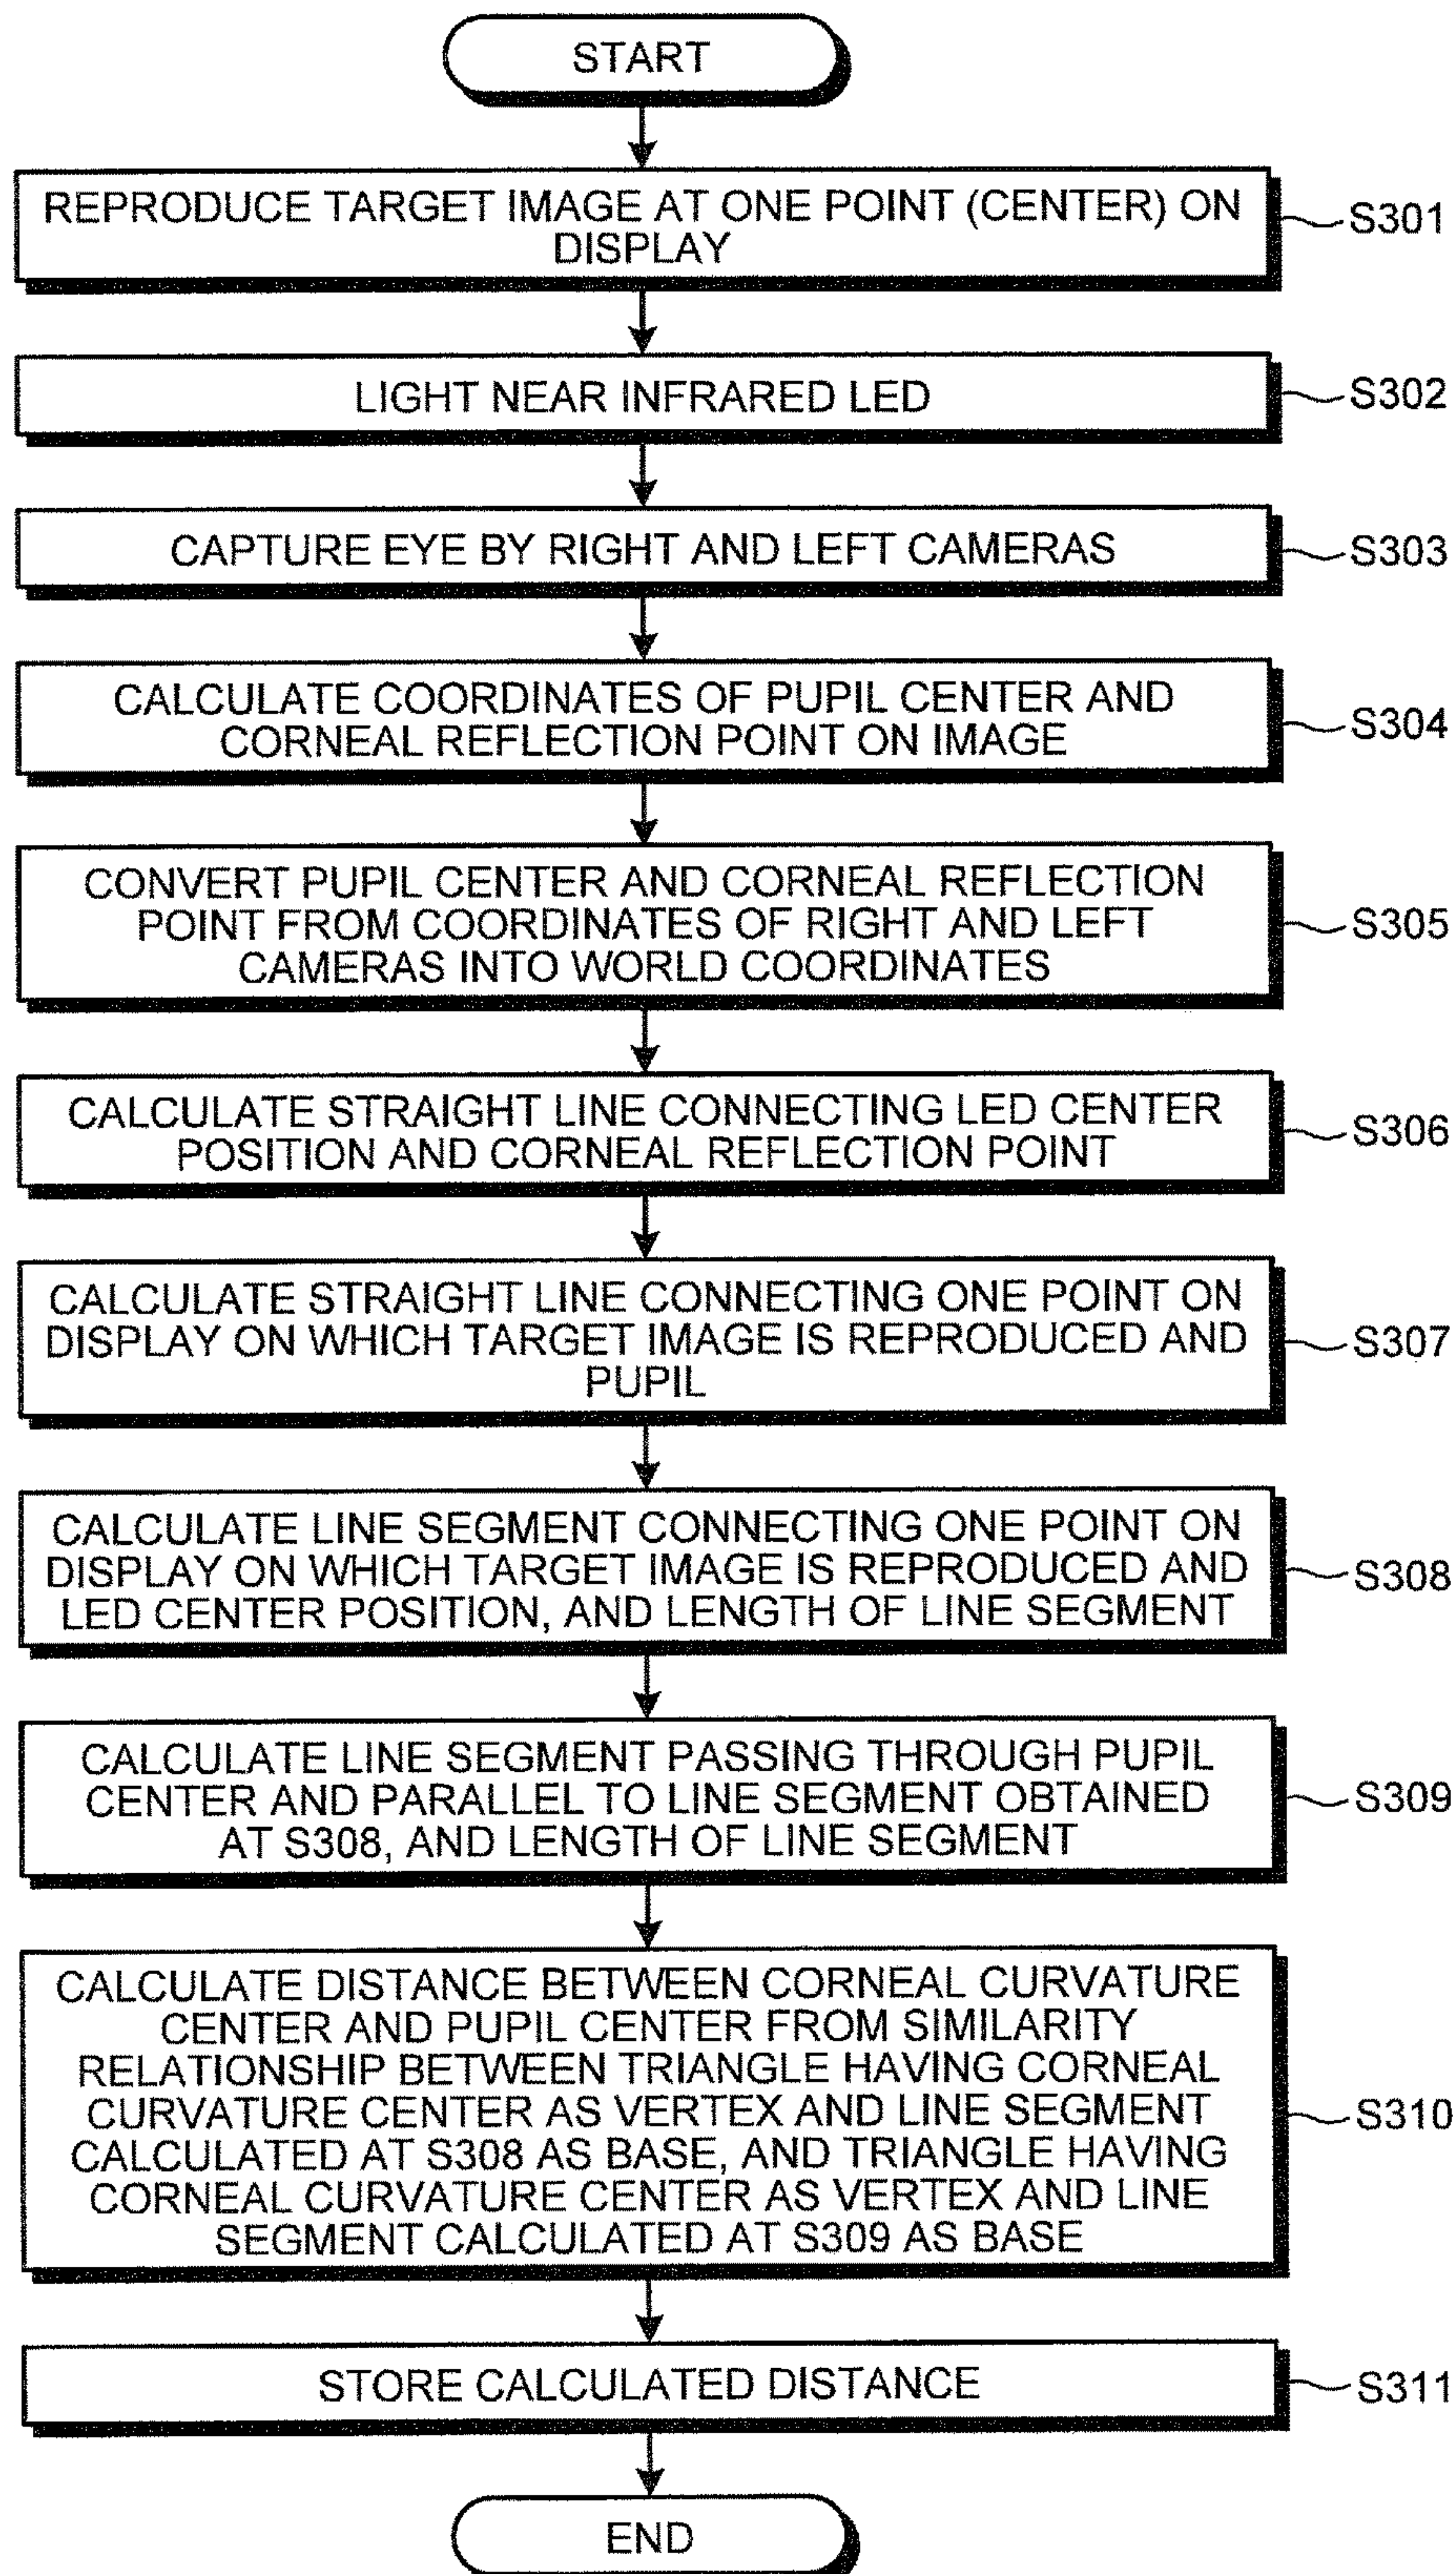 START
REPRODUCE TARGET IMAGE AT ONE POINT (CENTER) ON
DISPLAY
S301
LIGHT NEAR INFRARED LED
S302
CAPTURE EYE BY RIGHT AND LEFT CAMERAS
S303
CALCULATE COORDINATES OF PUPIL CENTER AND
CORNEAL REFLECTION POINT ON IMAGE
S304
CONVERT PUPIL CENTER AND CORNEAL REFLECTION
POINT FROM COORDINATES OF RIGHT AND LEFT
CAMERAS INTO WORLD COORDINATES
S305
CALCULATE STRAIGHT LINE CONNECTING LED CENTER
POSITION AND CORNEAL REFLECTION POINT
S306
CALCULATE STRAIGHT LINE CONNECTING ONE POINT ON
DISPLAY ON WHICH TARGET IMAGE IS REPRODUCED AND
PUPIL
S307
CALCULATE LINE SEGMENT CONNECTING ONE POINT ON
DISPLAY ON WHICH TARGET IMAGE IS REPRODUCED AND
LED CENTER POSITION, AND LENGTH OF LINE SEGMENT
S308
CALCULATE LINE SEGMENT PASSING THROUGH PUPIL
CENTER AND PARALLEL TO LINE SEGMENT OBTAINED
AT S308, AND LENGTH OF LINE SEGMENT
S309
CALCULATE DISTANCE BETWEEN CORNEAL CURVATURE
CENTER AND PUPIL CENTER FROM SIMILARITY
RELATIONSHIP BETWEEN TRIANGLE HAVING CORNEAL
CURVATURE CENTER AS VERTEX AND LINE SEGMENT
CALCULATED AT S308 AS BASE, AND TRIANGLE HAVING
CORNEAL CURVATURE CENTER AS VERTEX AND LINE
SEGMENT CALCULATED AT S309 AS BASE
S310
STORE CALCULATED DISTANCE
S311
END